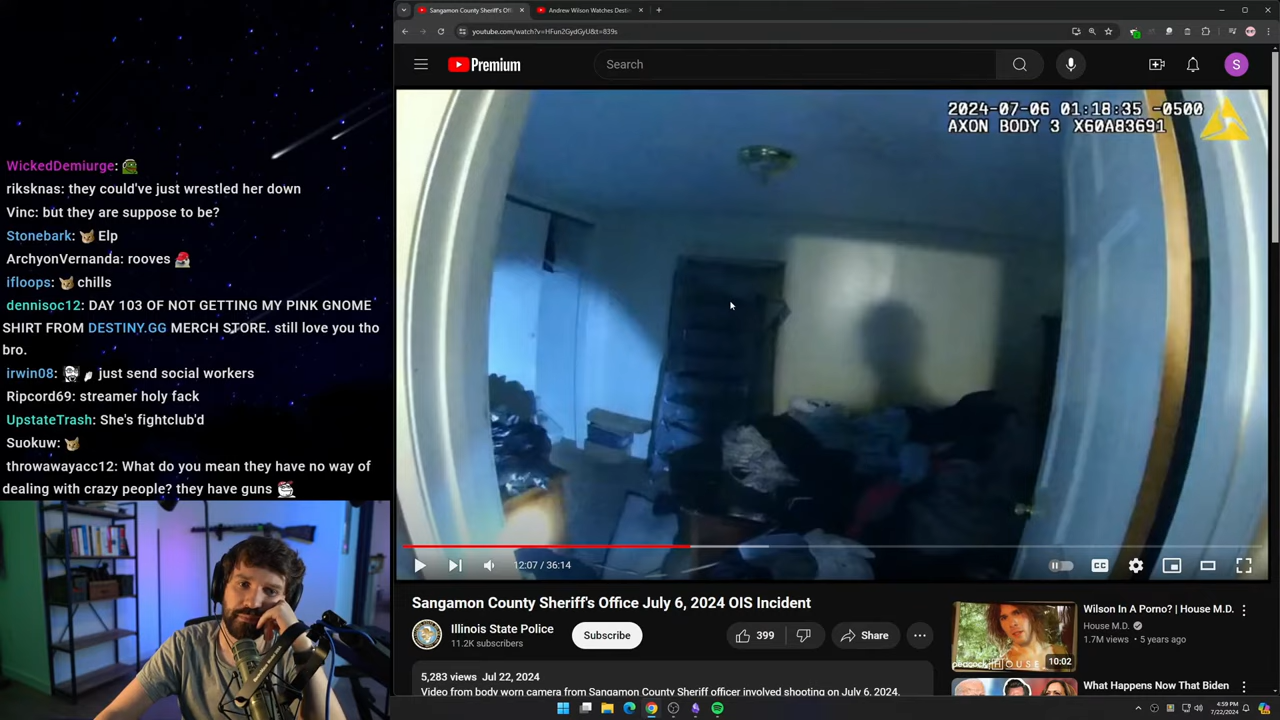 Sangamon County Sheriff's Offi
Andrew Wilson Watches Desti
youtube.com/watch?v=HFun2GydGyU&t=839s
Premium
Search
S
2024-07-06 01:18:35 -0500
AXON BODY 3 X60A83691
WickedDemiurge:
riksknas: they could've just wrestled her down
Vinc: but they are suppose to be?
Stonebark: Elp
ArchyonVernanda: rooves
ifloops: chills
dennisoc12: DAY 103 OF NOT GETTING MY PINK GNOME
SHIRT FROM DESTINY.GG MERCH STORE. still love you tho
bro.
irwin08: just send social workers
Ripcord69: streamer holy fack
UpstateTrash: She's fightclub'd
Suokuw:
throwawayacc12: What do you mean they have no way of
dealing with crazy people? they have guns
12:07 / 36:14
Sangamon County Sheriff's Office July 6, 2024 OIS Incident
Illinois State Police
11.2K subscribers
Subscribe
399
Share
5,283 views Jul 22, 2024
Video from body worn camera from Sangamon County Sheriff officer involved shooting on July 6, 2024.
Wilson In A Porno? | House M.D.
House M.D.
1.7M views • 5 years ago
peacock HOUSE
10:02
What Happens Now That Biden
4:59 PM
7/22/2024